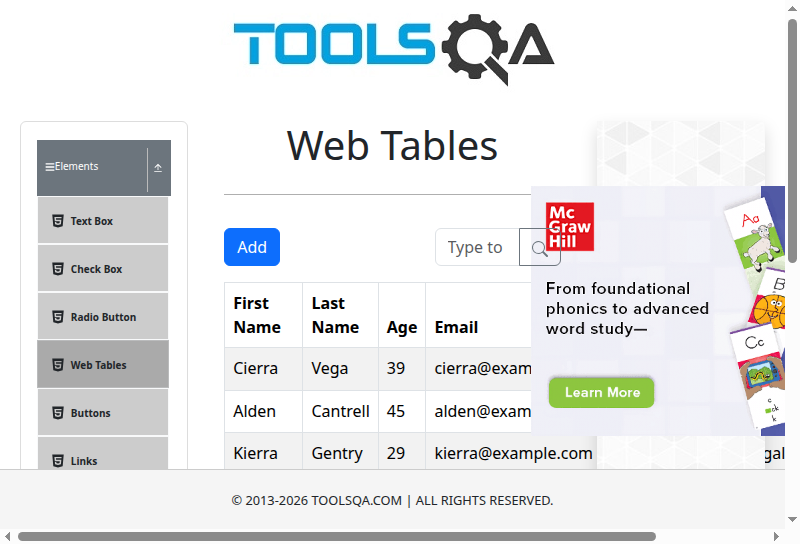 TOOLSQA
Web Tables
Elements
Text Box
Check Box
Radio Button
Web Tables
Buttons
Links
Add
Type to
First Name
Last Name
Age
Email
Cierra
Vega
39
cierra@exam
Alden
Cantrell
45
alden@exam
Kierra
Gentry
29
kierra@example.com
gal
Mc
Graw
Hill
From foundational
phonics to advanced
word study—
Learn More
Aa
B
Cc
© 2013-2026 TOOLSQA.COM | ALL RIGHTS RESERVED.